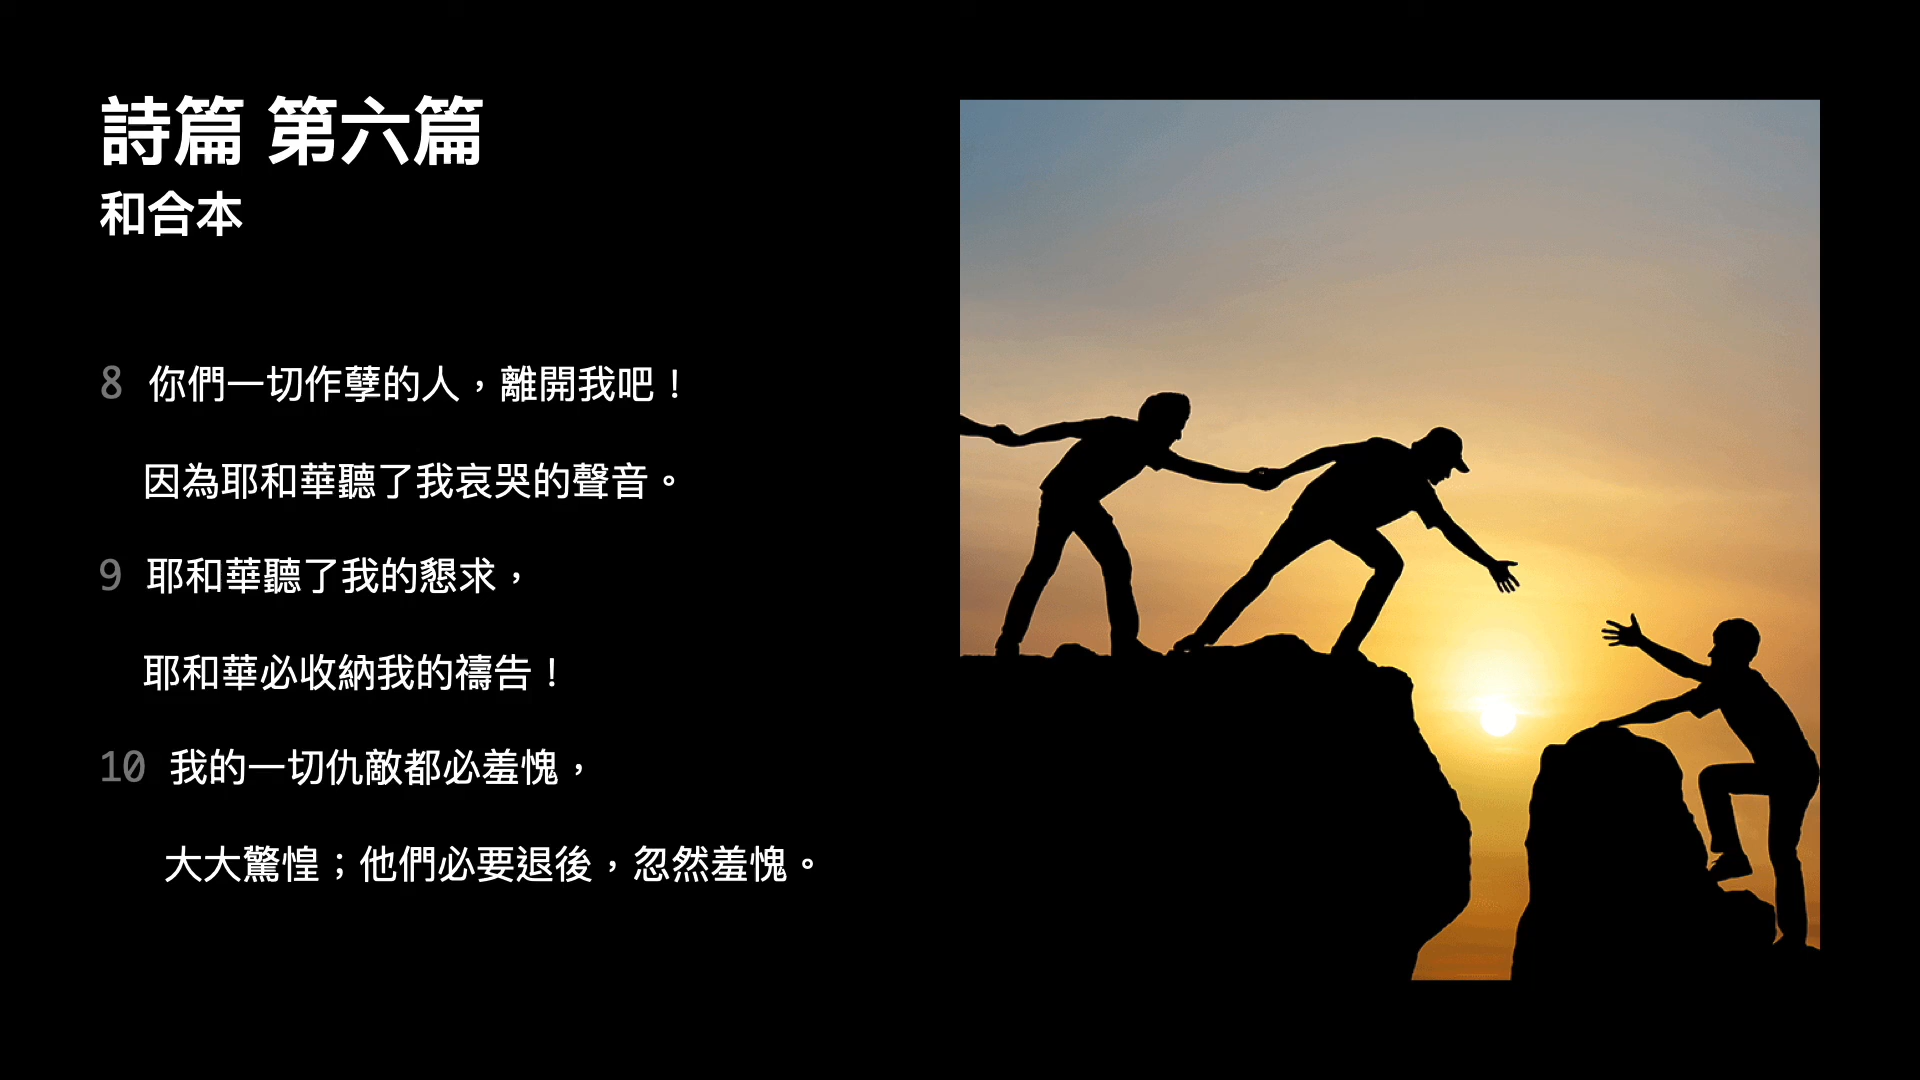 詩篇 第六篇
和合本
8 你們一切作孽的人，離開我吧！
因為耶和華聽了我哀哭的聲音。
9 耶和華聽了我的懇求，
耶和華必收納我的禱告！
10 我的一切仇敵都必羞愧，
大大驚惶；他們必要退後，忽然羞愧。